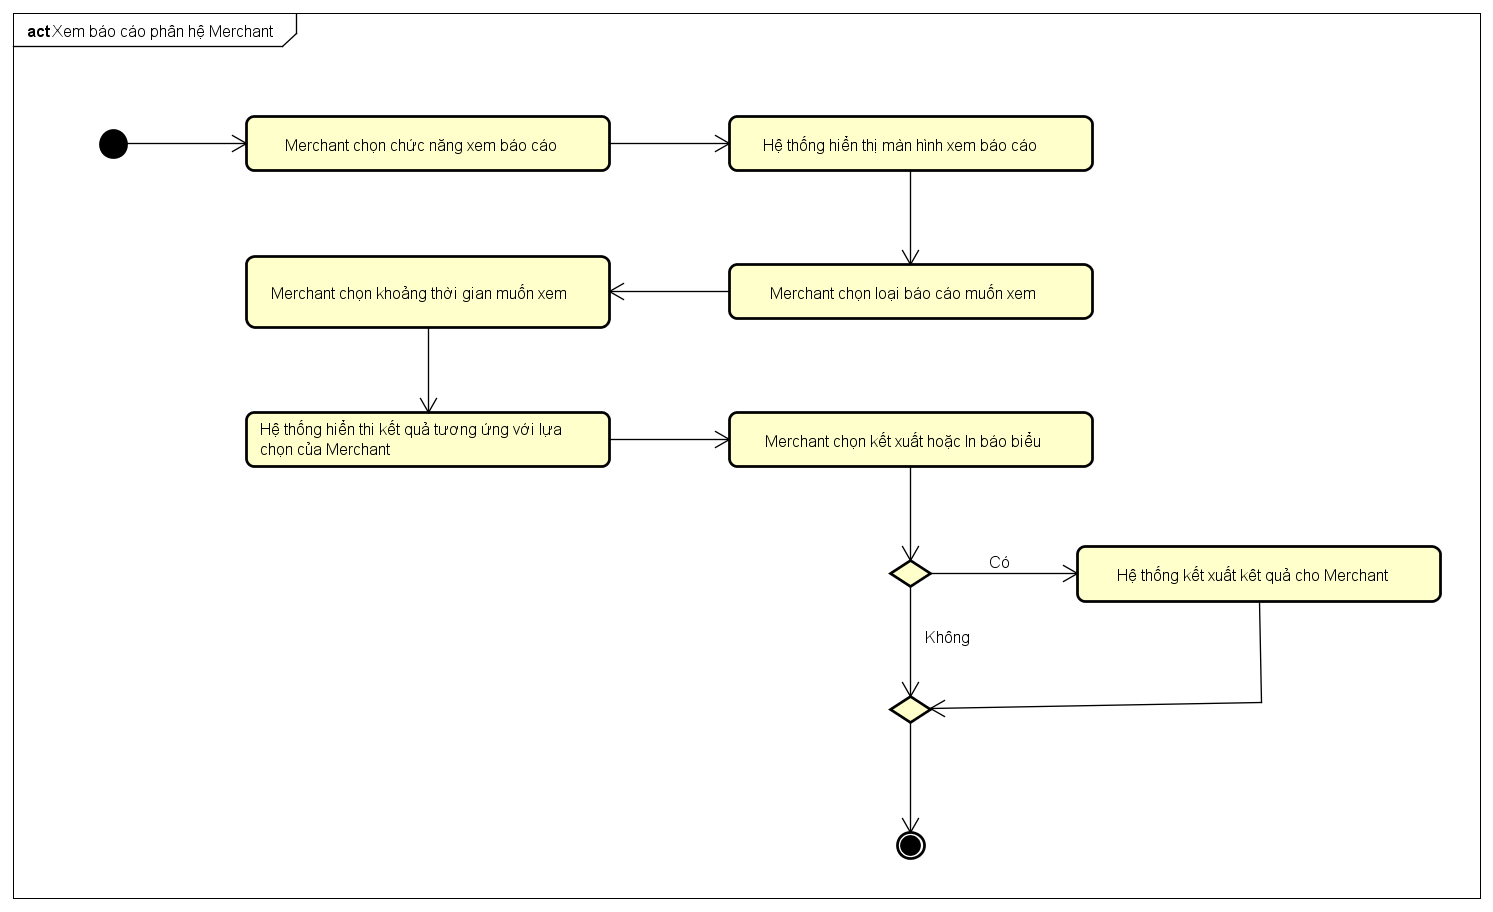 act Xem báo cáo phân hệ Merchant
Merchant chọn chức năng xem báo cáo
Hệ thống hiển thị màn hình xem báo cáo
Merchant chọn khoảng thời gian muốn xem
Merchant chọn loại báo cáo muốn xem
Hệ thống hiển thi kết quả tương ứng với lựa
chọn của Merchant
Merchant chọn kết xuất hoặc In báo biểu
Có
Hệ thống kết xuất kêt quả cho Merchant
Không